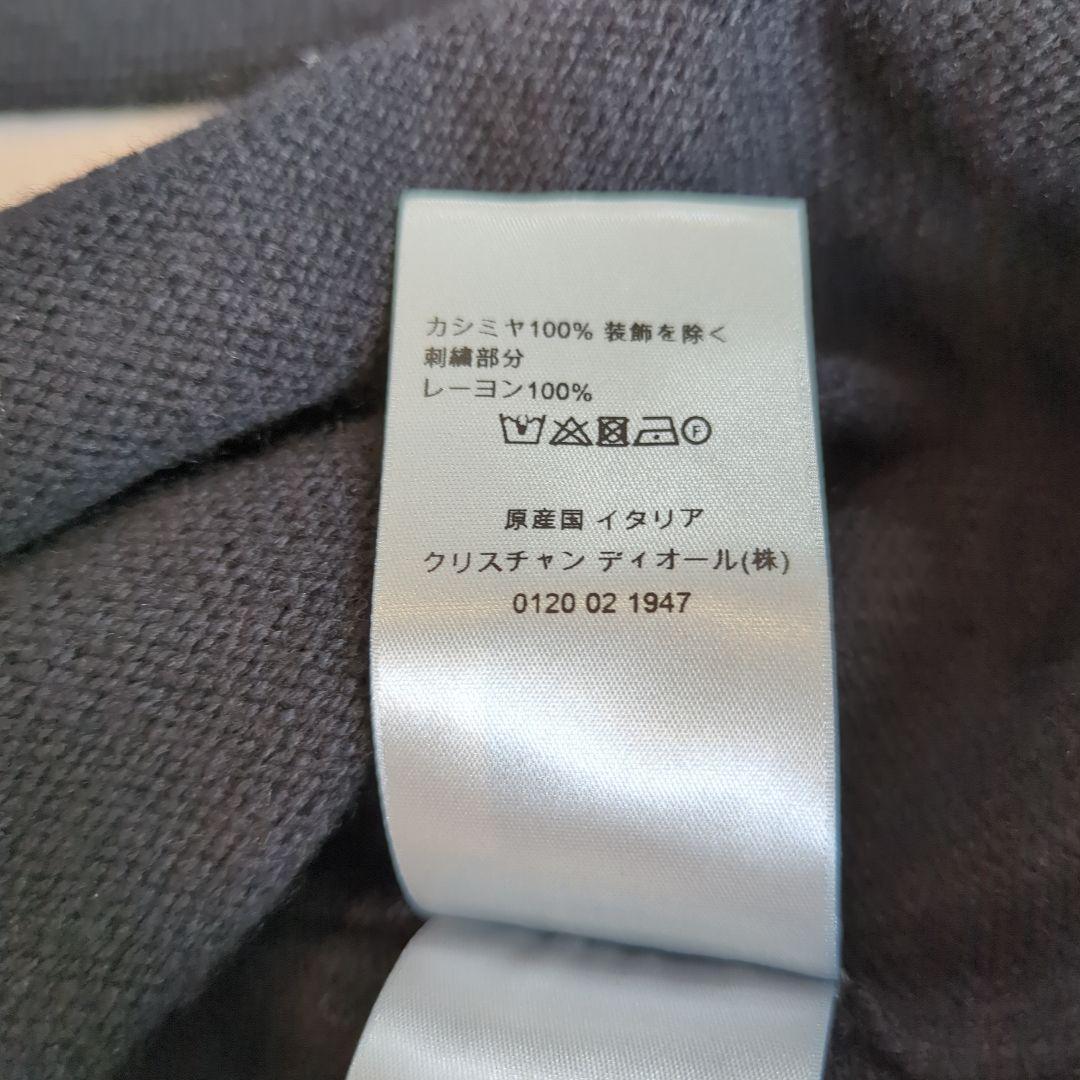 カシミヤ100% 装飾を除く
刺繍部分
レーヨン100%
F
原産国 イタリア
クリスチャン ディオール(株)
0120 02 1947